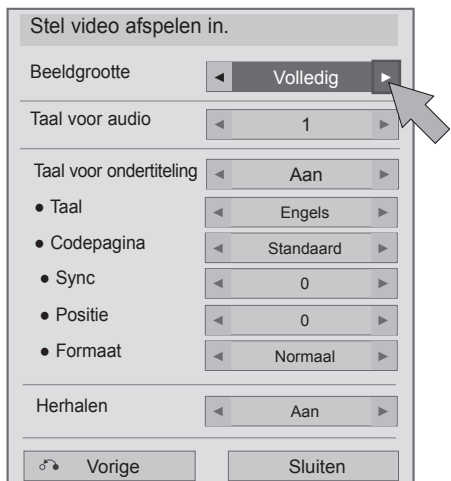 Stel video afspelen in.
Beeldgrootte ◄ Volledig ►
Taal voor audio ◄ 1 ►
Taal voor ondertiteling ◄ Aan ►
● Taal ◄ Engels ►
● Codepagina ◄ Standaard ►
● Sync ◄ 0 ►
● Positie ◄ 0 ►
● Formaat ◄ Normaal ►
Herhalen ◄ Aan ►
Vorige Sluiten